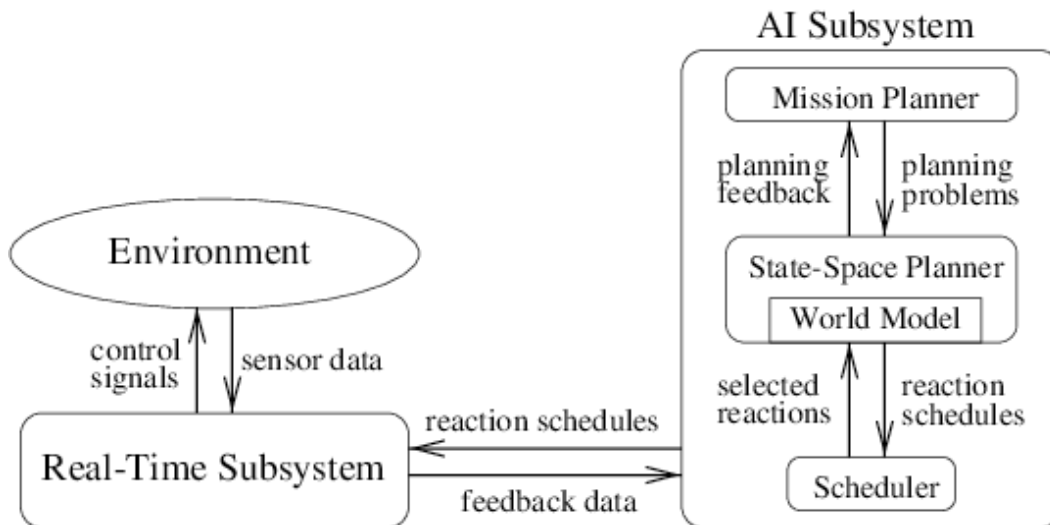 AI Subsystem
Mission Planner
planning
feedback
planning
problems
Environment
State-Space Planner
World Model
control
signals
sensor data
selected
reactions
reaction
schedules
reaction schedules
Real-Time Subsystem
feedback data
Scheduler